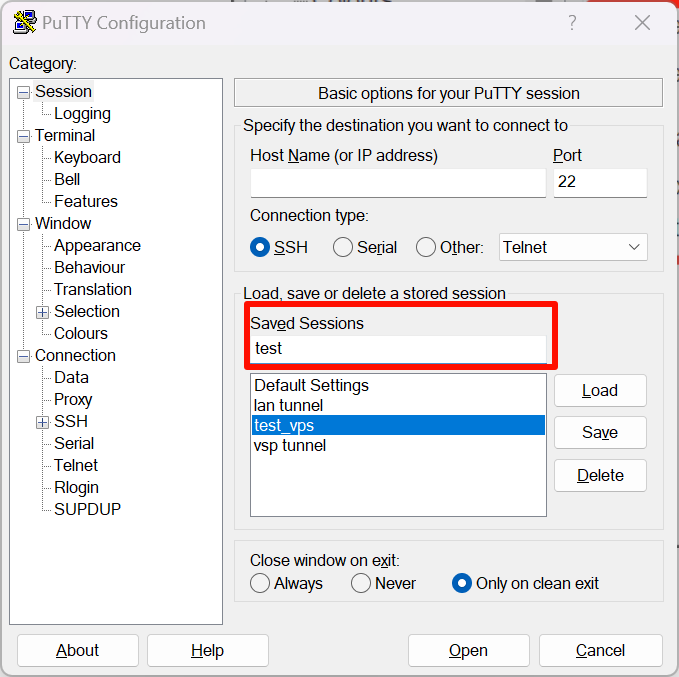 PuTTY Configuration
?
Category:
Session
Logging
Terminal
Keyboard
Bell
Features
Window
Appearance
Behaviour
Translation
Selection
Colours
Connection
Data
Proxy
SSH
Serial
Telnet
Rlogin
SUPDUP
Basic options for your PuTTY session
Specify the destination you want to connect to
Host Name (or IP address) Port
22
Connection type:
SSH Serial Other: Telnet
Load, save or delete a stored session
Saved Sessions
test
Default Settings
lan tunnel
test_vps
vsp tunnel
Load
Save
Delete
Close window on exit:
Always Never Only on clean exit
About Help Open Cancel